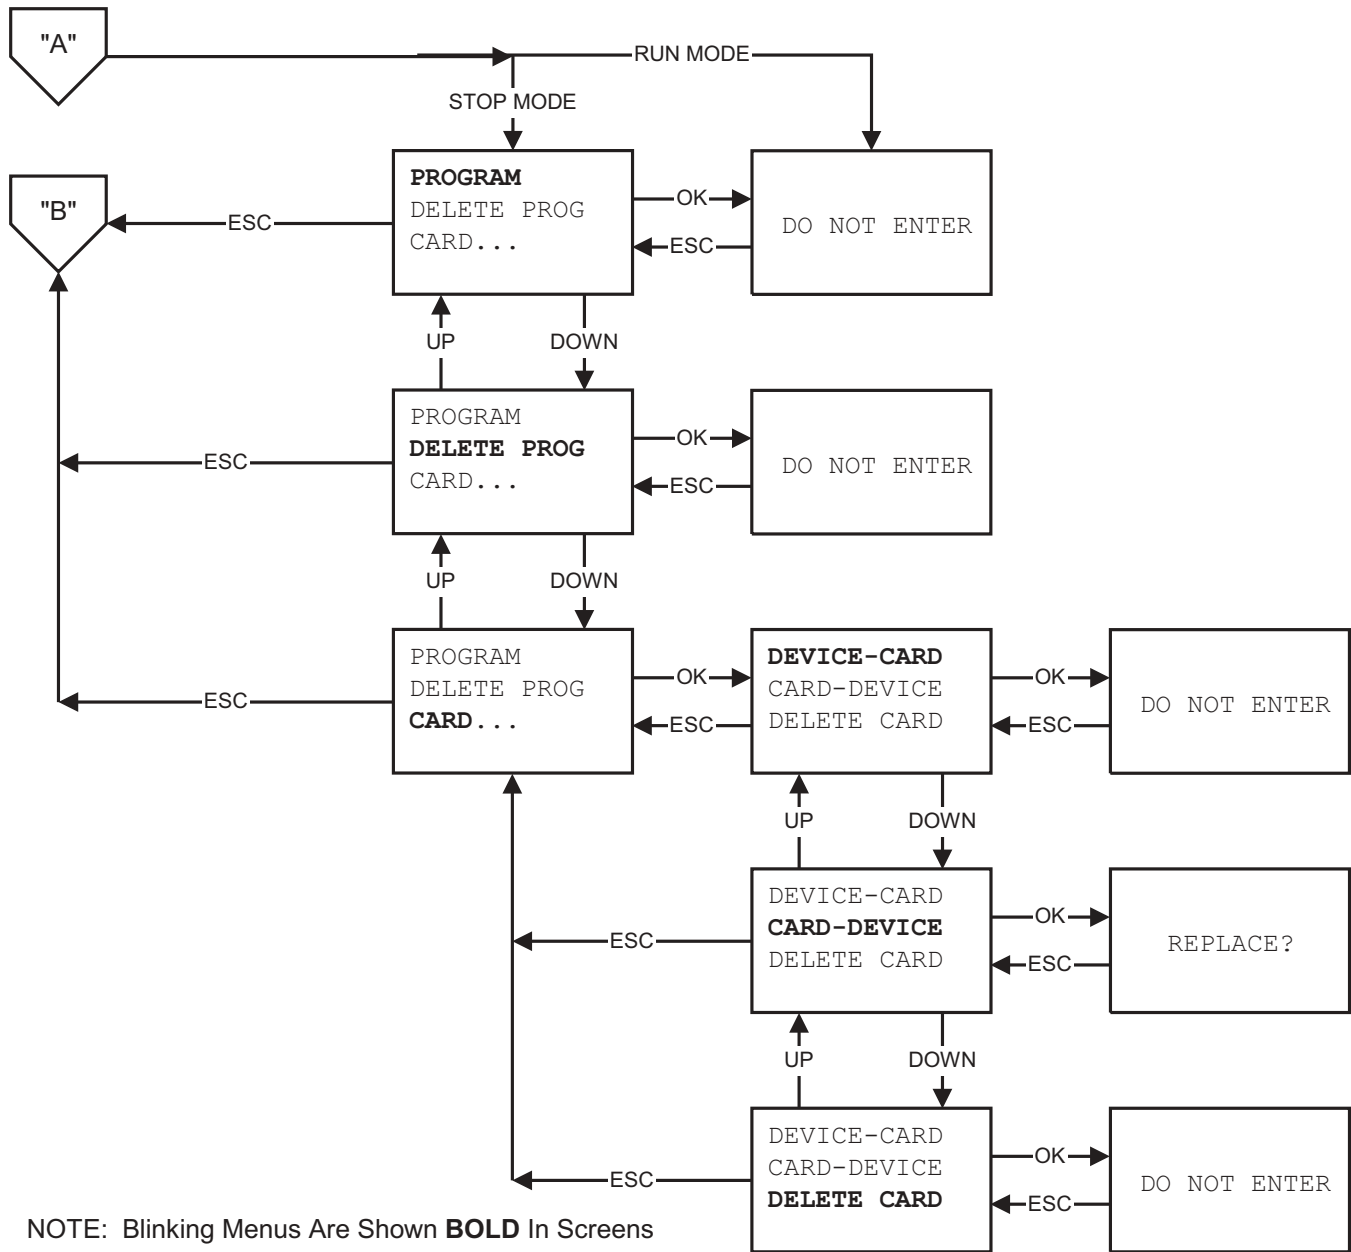 "A"
RUN MODE
STOP MODE
PROGRAM
DELETE PROG
CARD...
OK
ESC
DO NOT ENTER
"B"
ESC
UP
DOWN
PROGRAM
DELETE PROG
CARD...
OK
ESC
DO NOT ENTER
ESC
UP
DOWN
PROGRAM
DELETE PROG
CARD...
OK
ESC
DEVICE-CARD
CARD-DEVICE
DELETE CARD
OK
ESC
DO NOT ENTER
ESC
UP
DOWN
DEVICE-CARD
CARD-DEVICE
DELETE CARD
OK
ESC
REPLACE?
ESC
UP
DOWN
DEVICE-CARD
CARD-DEVICE
DELETE CARD
OK
ESC
DO NOT ENTER
ESC
NOTE: Blinking Menus Are Shown BOLD In Screens